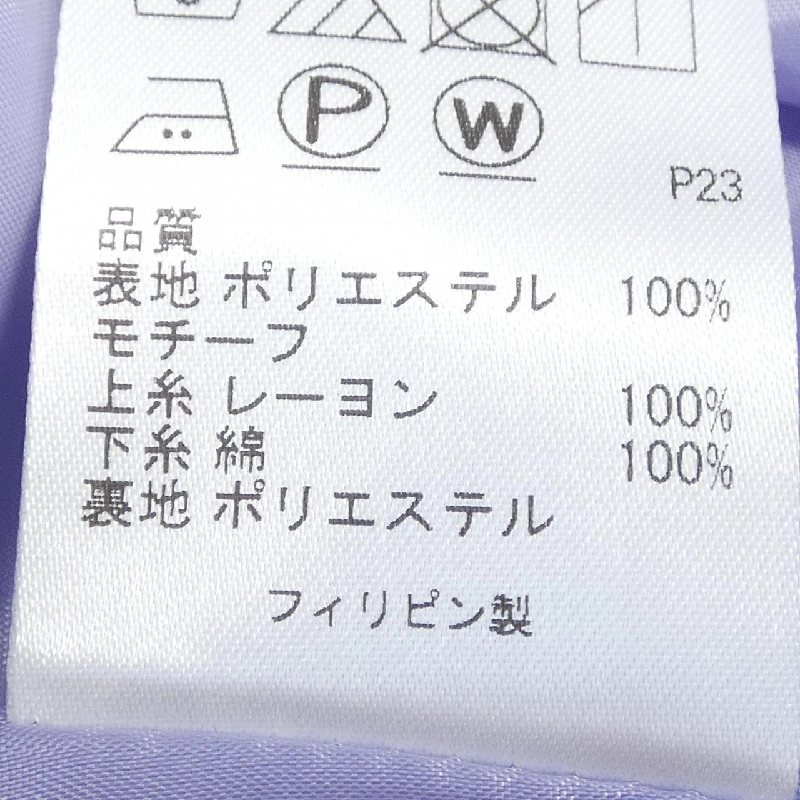 P W
P23
品質
表地 ポリエステル 100%
モチーフ
上糸 レーヨン 100%
下糸 綿 100%
裏地 ポリエステル
フィリピン製